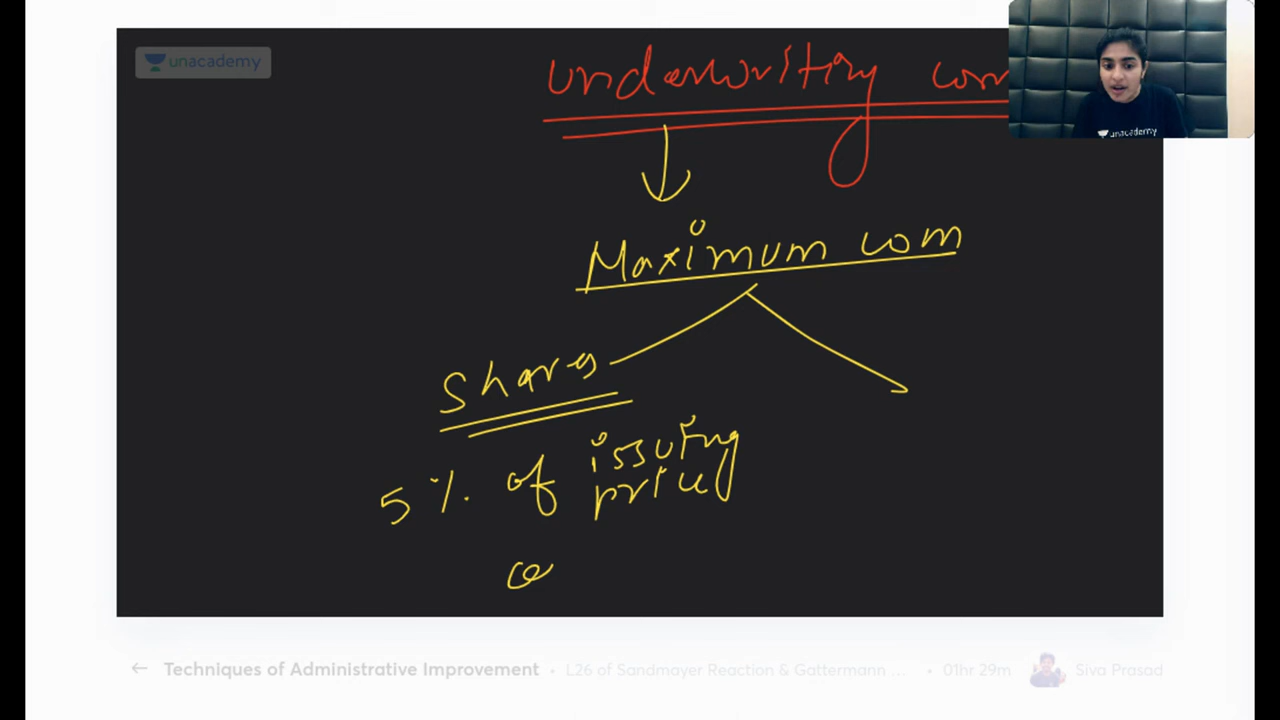 unacademy
underwriting com
unacademy
Maximum com
Shares
5 % of issuing
price
Techniques of Administrative Improvement • L26 of Sandmayer Reaction & Gattermann ... • 01hr 29m Siva Prasad